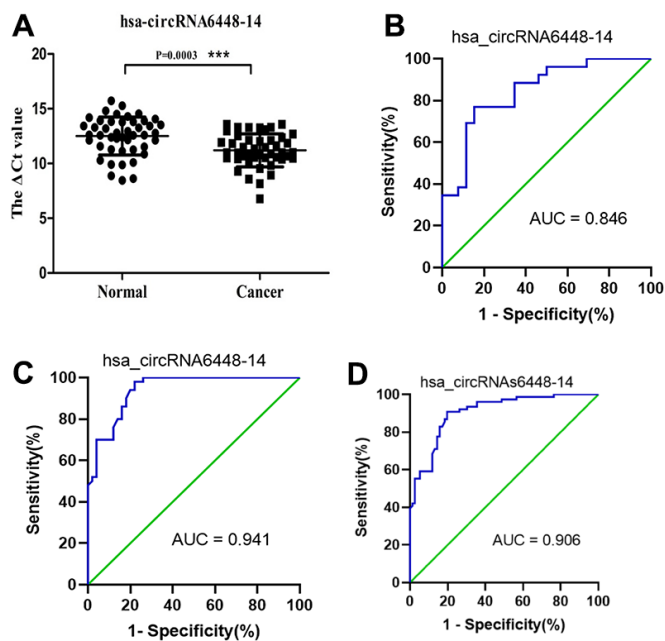 A
hsa-circRNA6448-14
P=0.0003 ***
The Δ Ct value
20
15
10
5
0
Normal
Cancer
B
hsa_circRNA6448-14
Sensitivity(%)
100
80
60
40
20
0
AUC = 0.846
0 20 40 60 80 100
1 - Specificity(%)
C
hsa_circRNA6448-14
Sensitivity(%)
100
80
60
40
20
0
AUC = 0.941
0 20 40 60 80 100
1- Specificity(%)
D
hsa_circRNAs6448-14
Sensitivity(%)
100
80
60
40
20
0
AUC = 0.906
0 20 40 60 80 100
1 - Specificity(%)